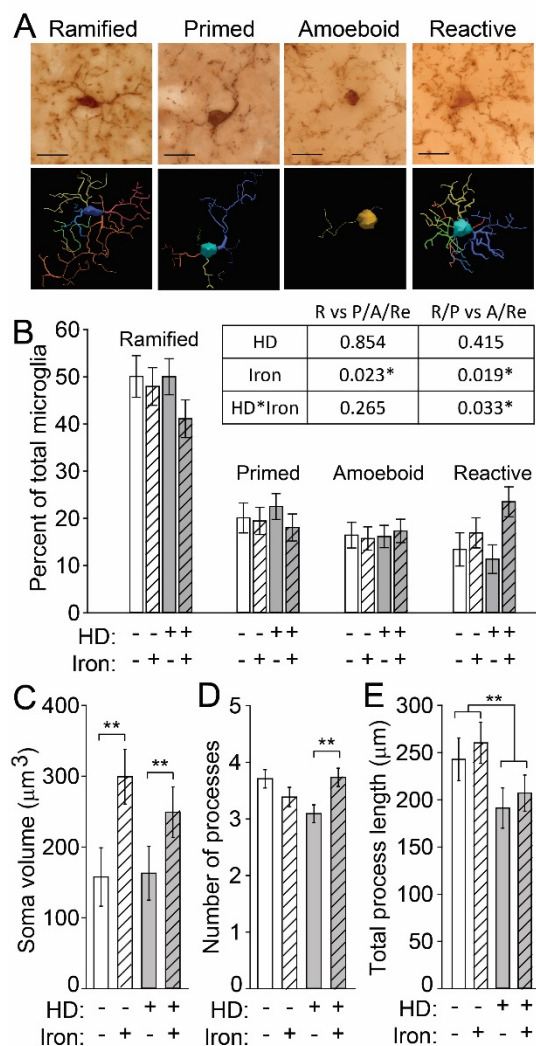 A
Ramified Primed Amoeboid Reactive
B
R vs P/A/Re R/P vs A/Re
HD 0.854 0.415
Iron 0.023* 0.019*
HD*Iron 0.265 0.033*
Percent of total microglia
60
50
40
30
20
10
0
Ramified
Primed Amoeboid Reactive
HD: - - + + - - + + - - + + - - + +
Iron: - + - + - + - + - + - + - + - +
C
Soma volume (μm3)
400
300
200
100
0
** **
HD: - - + +
Iron: - + - +
D
Number of processes
5
4
3
2
1
0
**
- - + +
- + - +
E
Total process length (μm)
300
250
200
150
100
50
0
**
HD: - - + +
Iron: - + - +